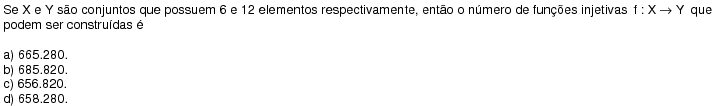 Se X e Y são conjuntos que possuem 6 e 12 elementos respectivamente, então o número de funções injetivas f : X → Y que
podem ser construídas é
a) 665.280.
b) 685.820.
c) 656.820.
d) 658.280.